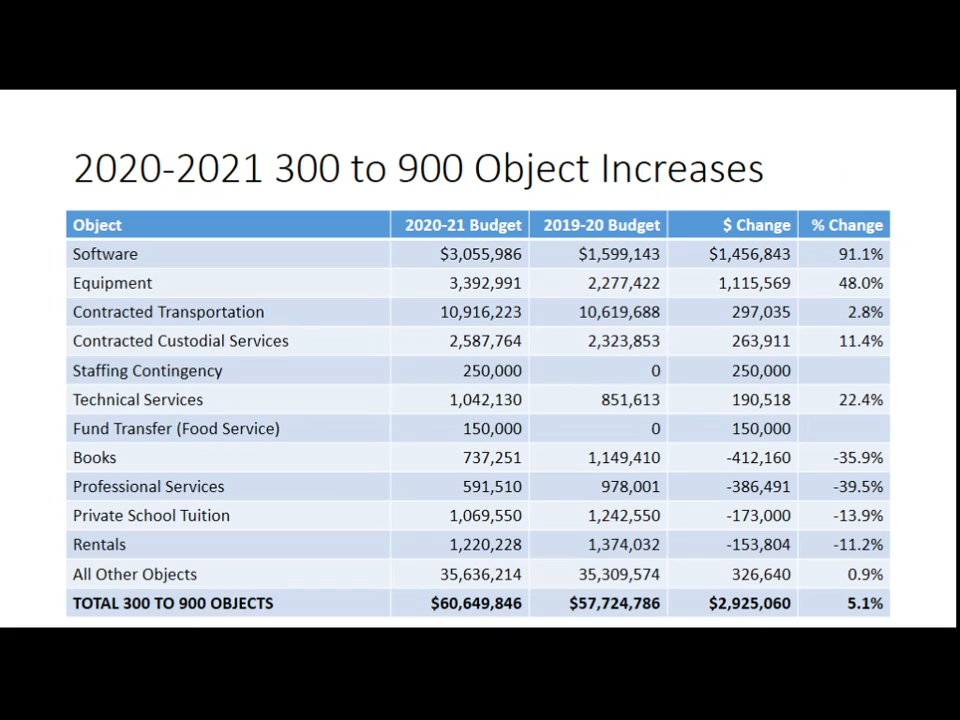 2020-2021 300 to 900 Object Increases
Object 2020-21 Budget 2019-20 Budget $ Change % Change
Software $3,055,986 $1,599,143 $1,456,843 91.1%
Equipment 3,392,991 2,277,422 1,115,569 48.0%
Contracted Transportation 10,916,223 10,619,688 297,035 2.8%
Contracted Custodial Services 2,587,764 2,323,853 263,911 11.4%
Staffing Contingency 250,000 0 250,000
Technical Services 1,042,130 851,613 190,518 22.4%
Fund Transfer (Food Service) 150,000 0 150,000
Books 737,251 1,149,410 -412,160 -35.9%
Professional Services 591,510 978,001 -386,491 -39.5%
Private School Tuition 1,069,550 1,242,550 -173,000 -13.9%
Rentals 1,220,228 1,374,032 -153,804 -11.2%
All Other Objects 35,636,214 35,309,574 326,640 0.9%
TOTAL 300 TO 900 OBJECTS $60,649,846 $57,724,786 $2,925,060 5.1%